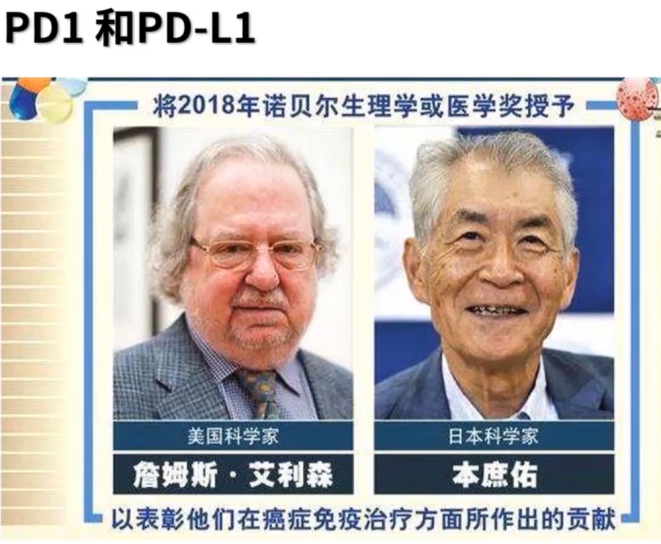 PD1 和PD-L1
将2018年诺贝尔生理学或医学奖授予
美国科学家
日本科学家
詹姆斯·艾利森
本庶佑
以表彰他们在癌症免疫治疗方面所作出的贡献